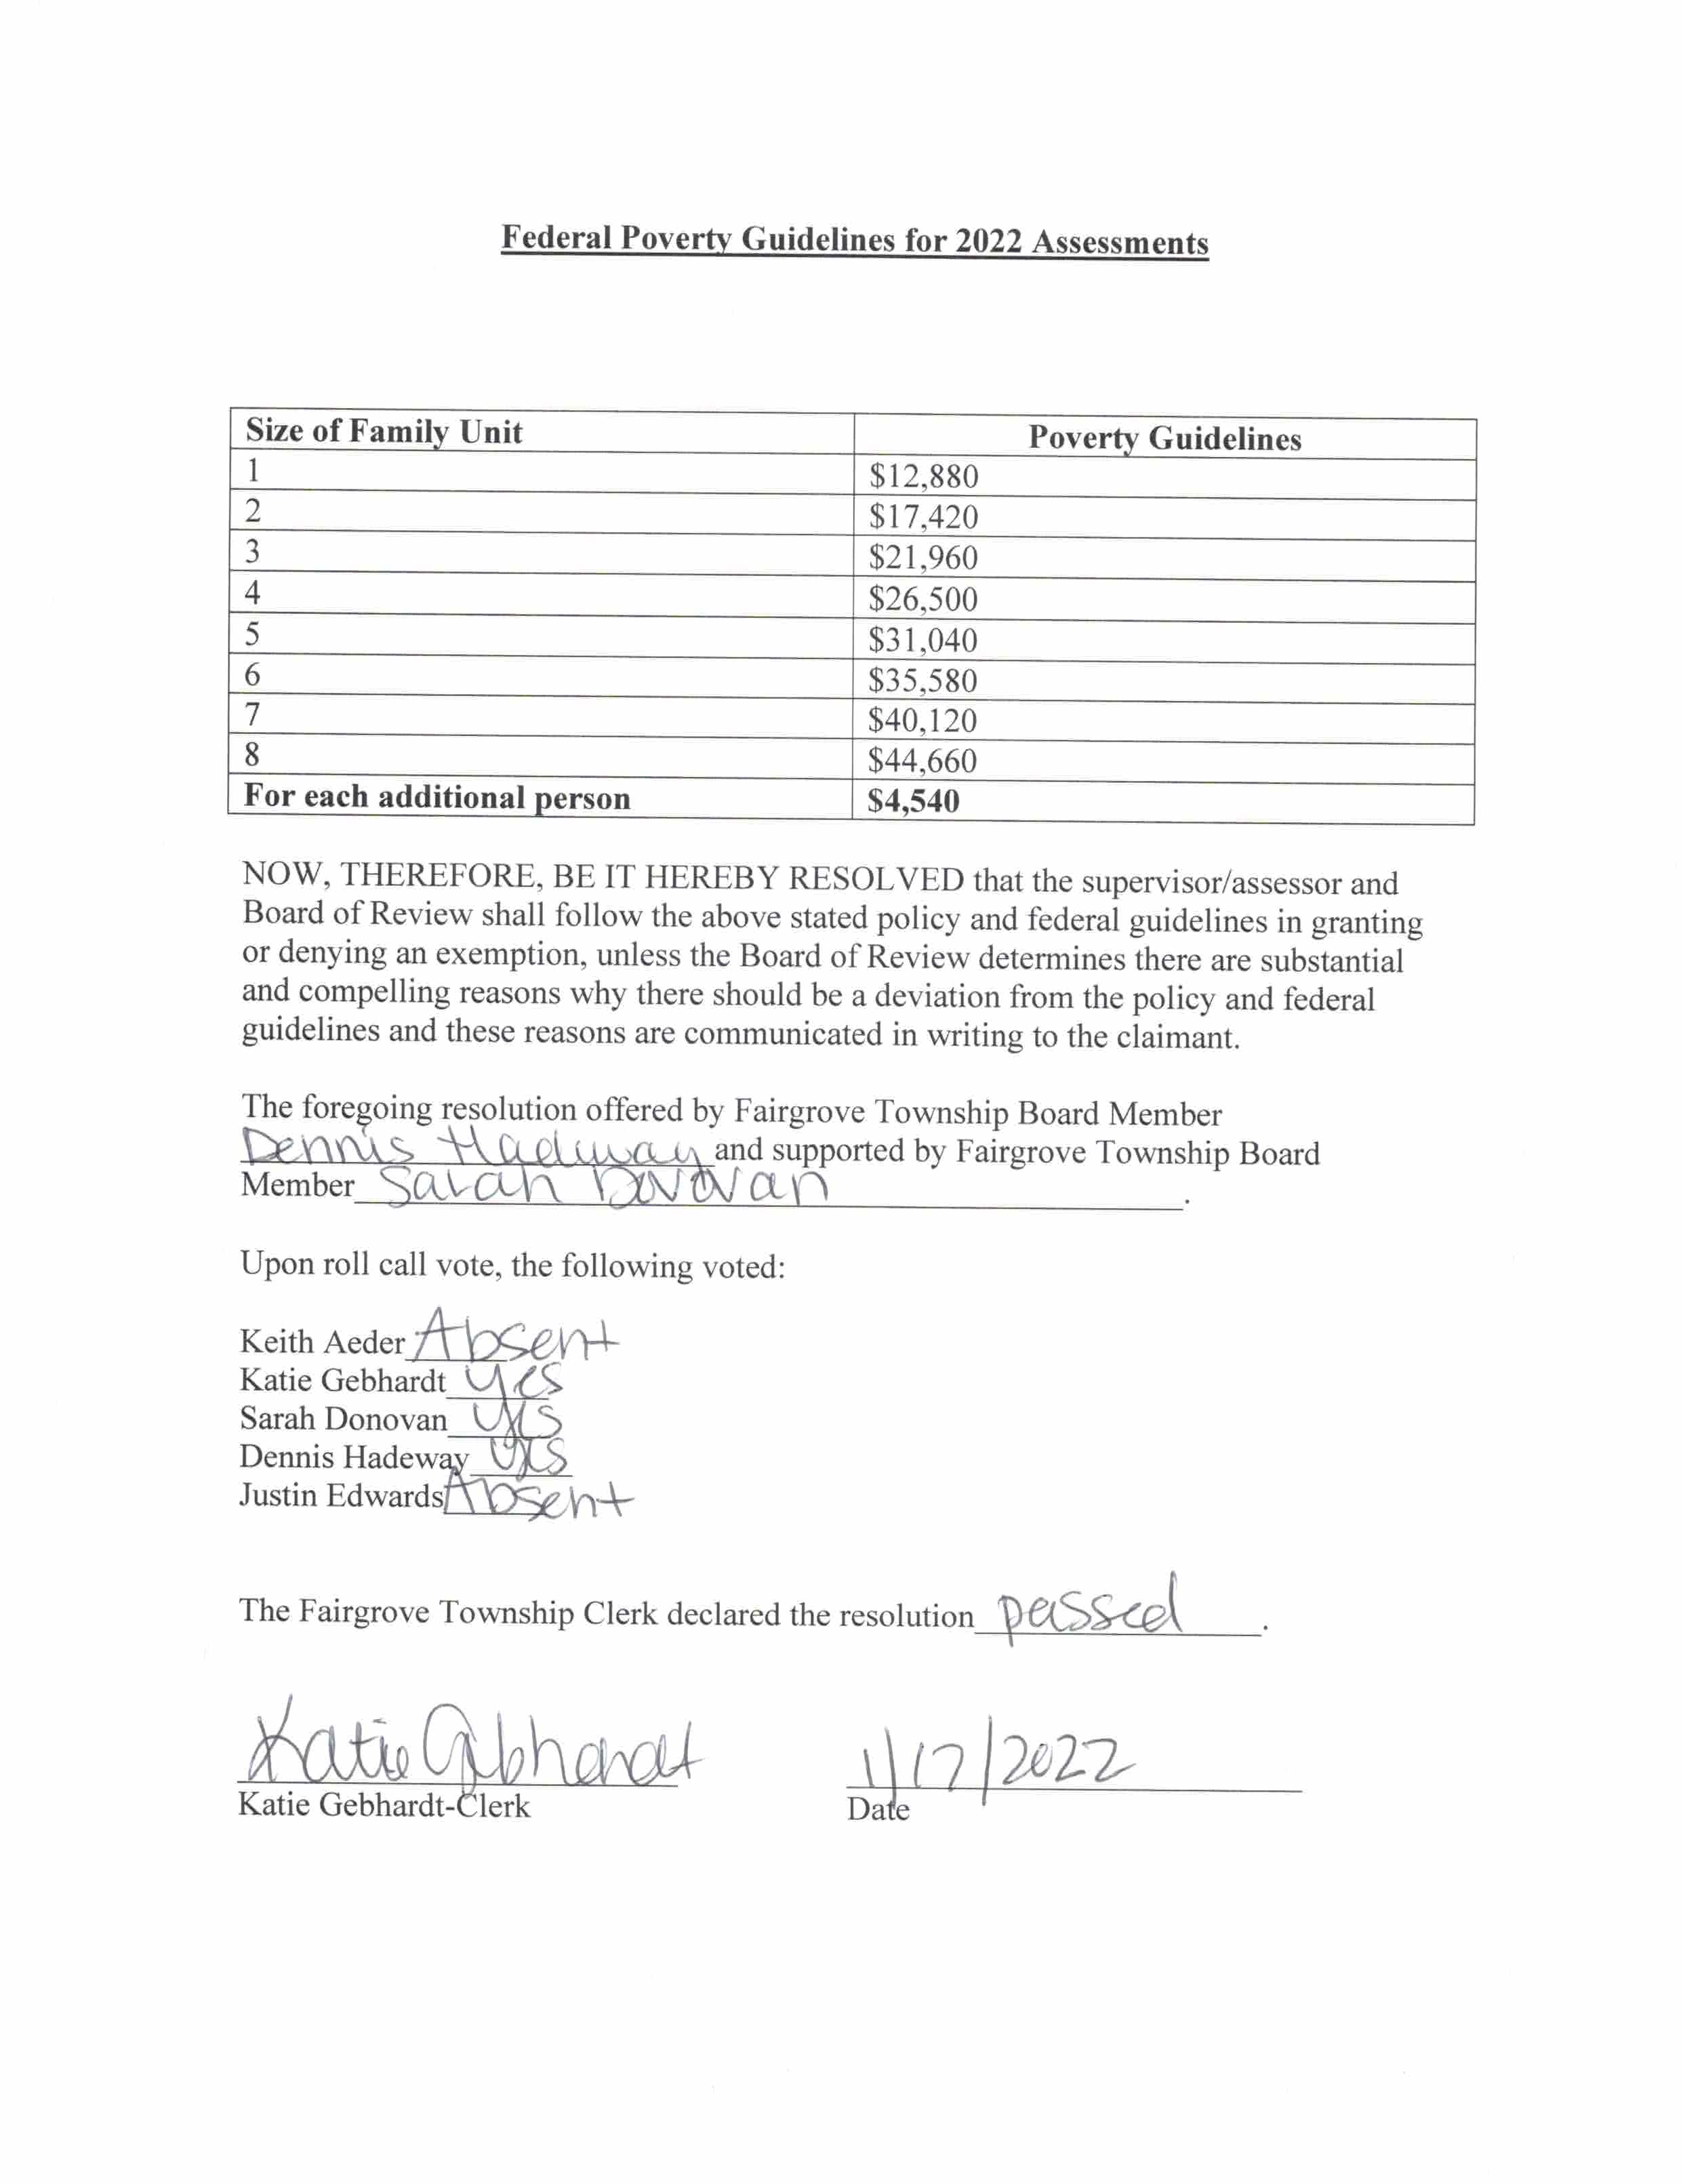 Federal Poverty Guidelines for 2022 Assessments
Size of Family Unit Poverty Guidelines
1 $12,880
2 $17,420
3 $21,960
4 $26,500
5 $31,040
6 $35,580
7 $40,120
8 $44,660
For each additional person $4,540
NOW, THEREFORE, BE IT HEREBY RESOLVED that the supervisor/assessor and
Board of Review shall follow the above stated policy and federal guidelines in granting
or denying an exemption, unless the Board of Review determines there are substantial
and compelling reasons why there should be a deviation from the policy and federal
guidelines and these reasons are communicated in writing to the claimant.
The foregoing resolution offered by Fairgrove Township Board Member
Dennis Hadeway and supported by Fairgrove Township Board
Member Sarah Donovan.
Upon roll call vote, the following voted:
Keith Aeder Absent
Katie Gebhardt yes
Sarah Donovan yes
Dennis Hadeway yes
Justin Edwards Absent
The Fairgrove Township Clerk declared the resolution passed.
Katie Gebhardt 1/17/2022
Katie Gebhardt-Clerk Date